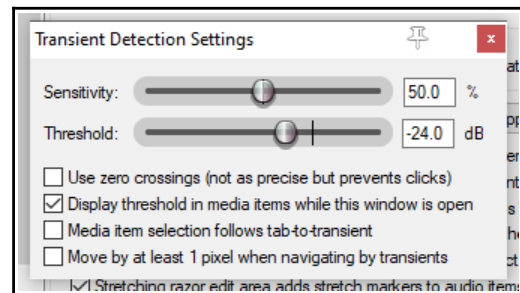 Transient Detection Settings
at
Sensitivity: 50.0 %
Threshold: -24.0 dB
Use zero crossings (not as precise but prevents clicks)
Display threshold in media items while this window is open
Media item selection follows tab-to-transient
Move by at least 1 pixel when navigating by transients
Stretching razor edit area adds stretch markers to audio items